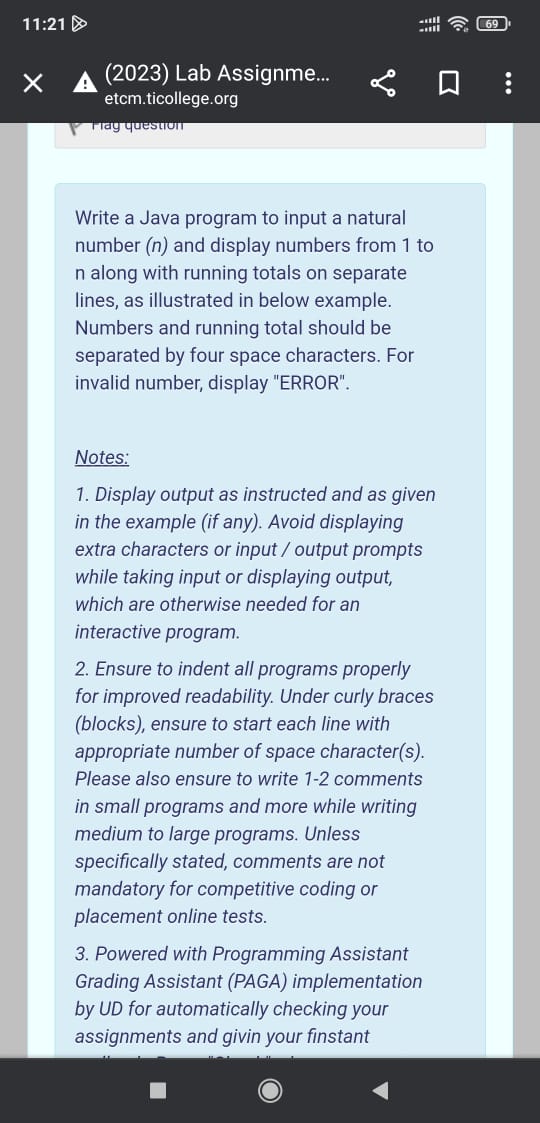 11:21
69
(2023) Lab Assignme...
etcm.ticollege.org
Flag question
Write a Java program to input a natural
number (n) and display numbers from 1 to
n along with running totals on separate
lines, as illustrated in below example.
Numbers and running total should be
separated by four space characters. For
invalid number, display "ERROR".
Notes:
1. Display output as instructed and as given
in the example (if any). Avoid displaying
extra characters or input / output prompts
while taking input or displaying output,
which are otherwise needed for an
interactive program.
2. Ensure to indent all programs properly
for improved readability. Under curly braces
(blocks), ensure to start each line with
appropriate number of space character(s).
Please also ensure to write 1-2 comments
in small programs and more while writing
medium to large programs. Unless
specifically stated, comments are not
mandatory for competitive coding or
placement online tests.
3. Powered with Programming Assistant
Grading Assistant (PAGA) implementation
by UD for automatically checking your
assignments and givin your finstant